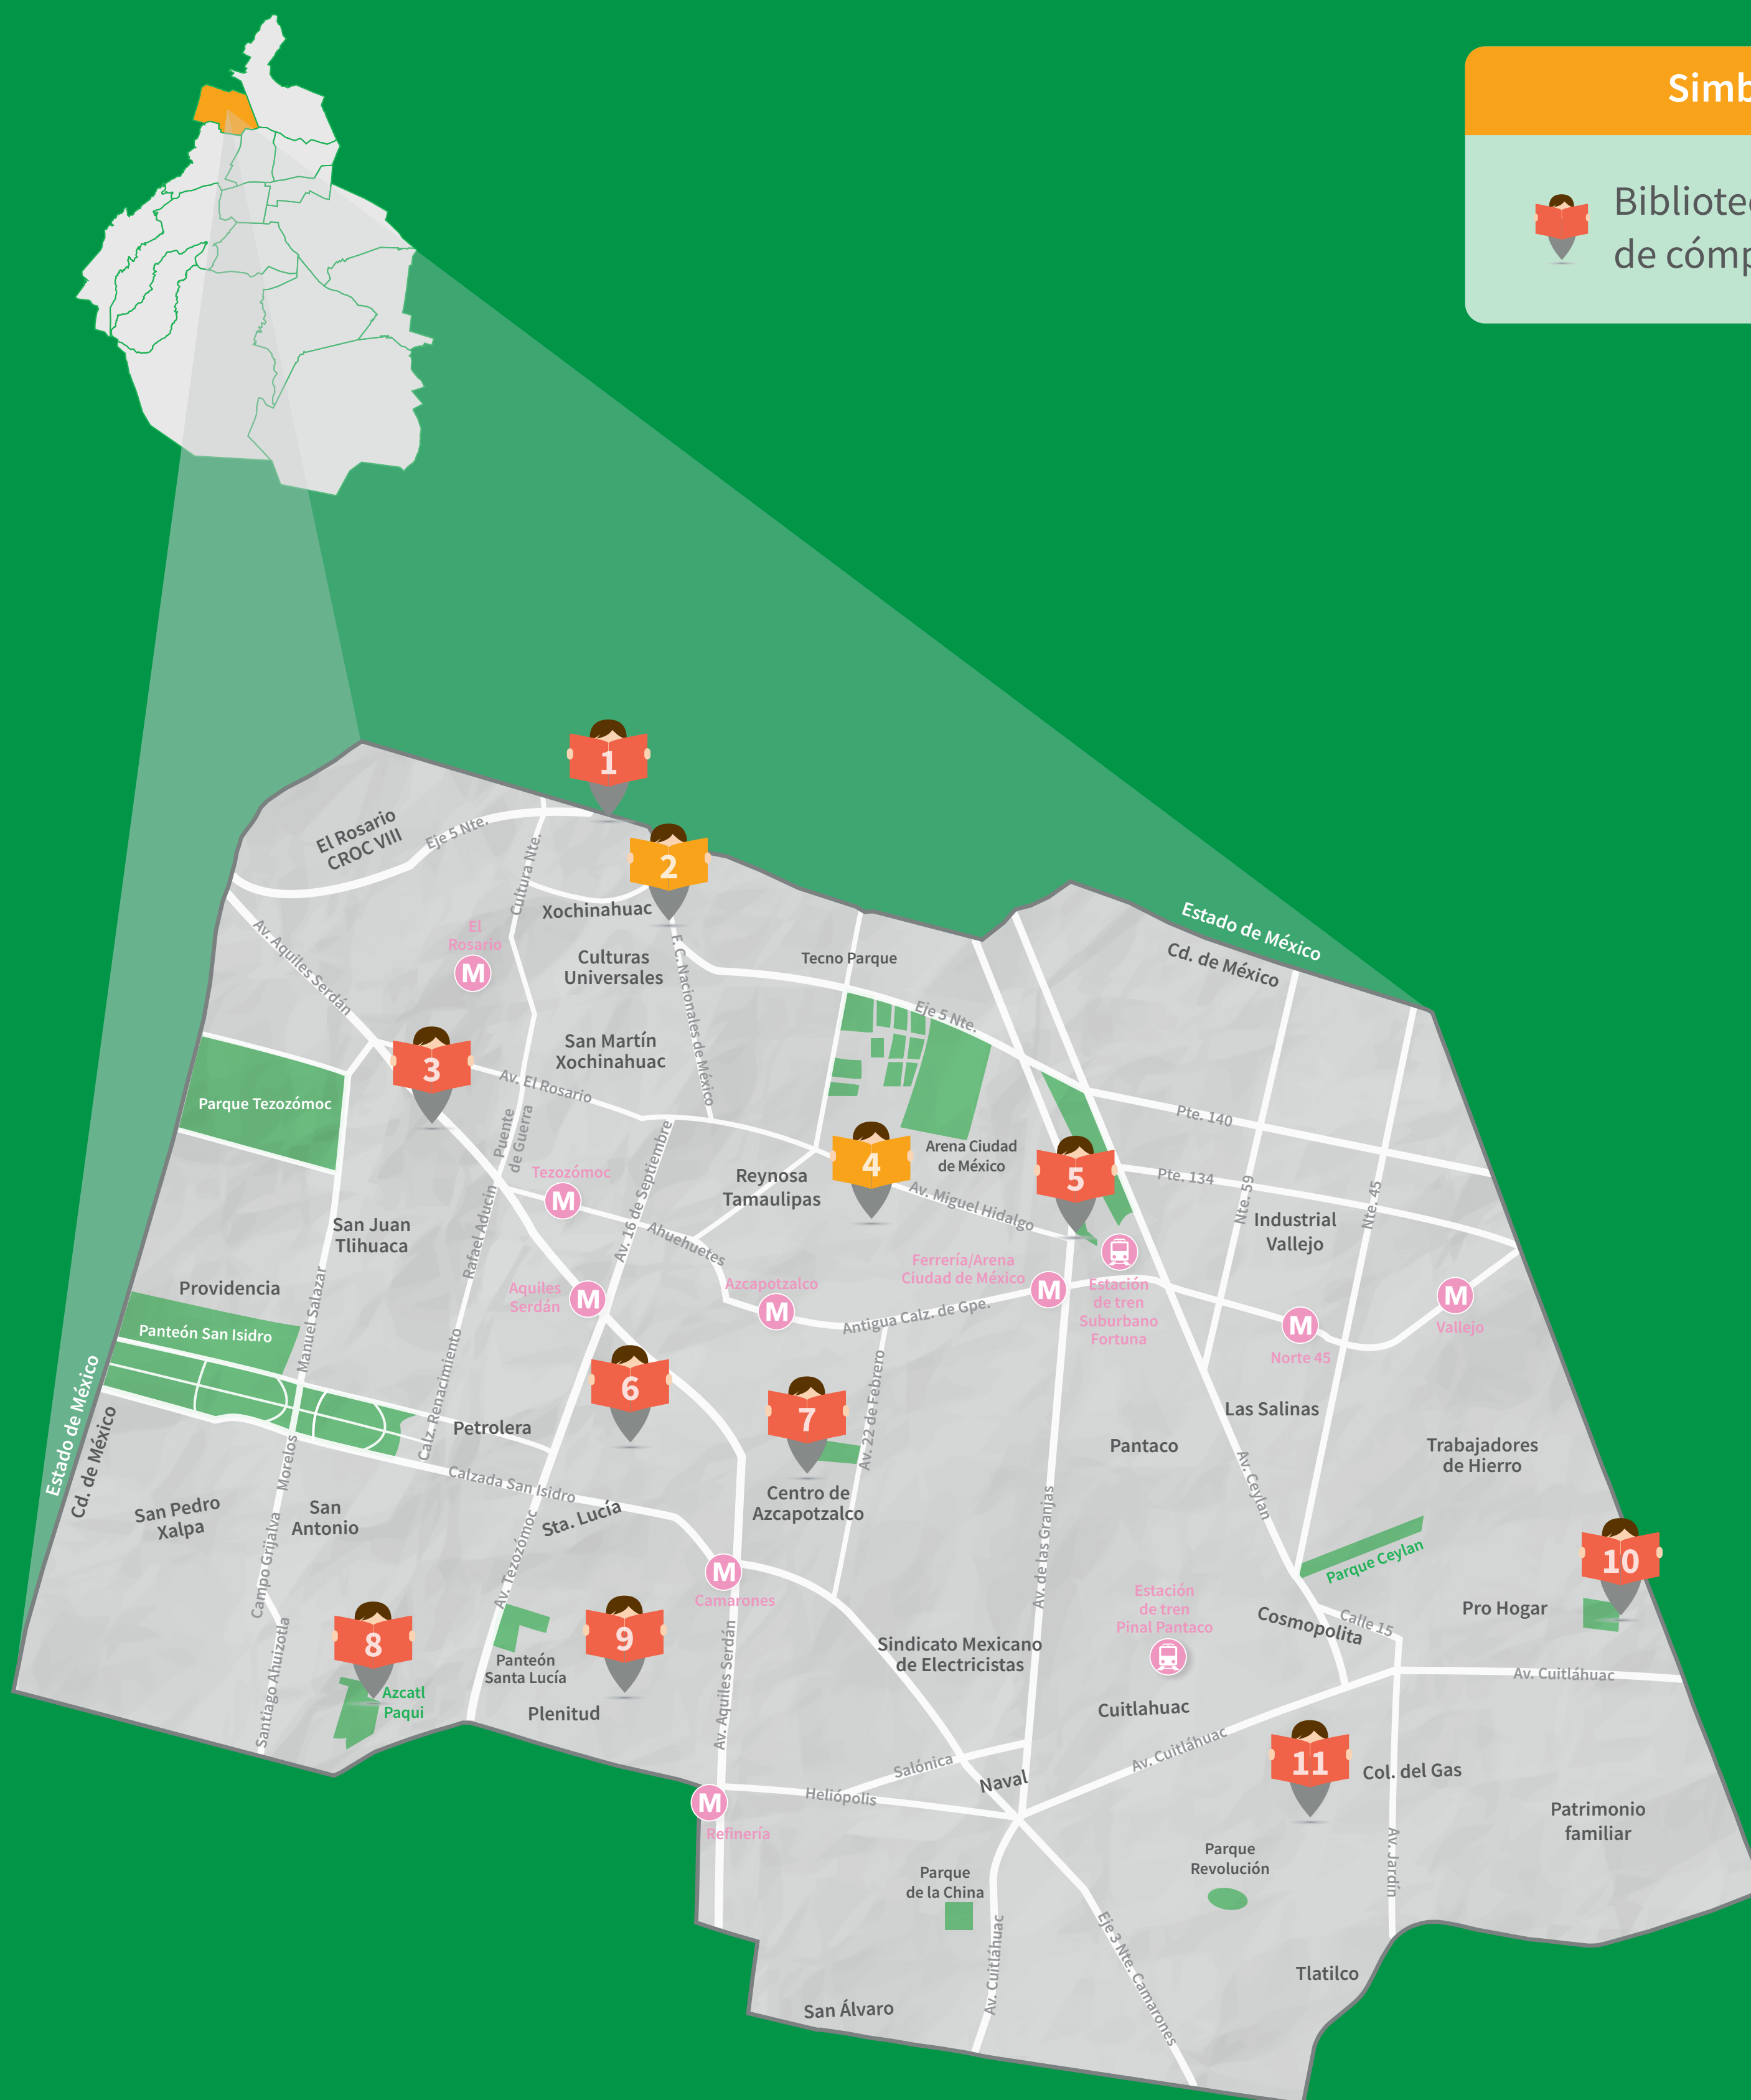 Simb
Bibliotec
de cómp
1
2
3
4
5
6
7
8
9
10
11
El Rosario
CROC VIII
Eje 5 Nte.
Cultura Nte.
Xochinahuac
El
Rosario
M
Av. Aquiles Serdán
Culturas
Universales
F. C. Nacionales de México
Tecno Parque
Estado de México
Cd. de México
Eje 5 Nte.
San Martín
Xochinahuac
Av. El Rosario
Parque Tezozómoc
Puente
de Guerra
Pte. 140
Arena Ciudad
de México
Tezozómoc
M
Reynosa
Tamaulipas
Av. 16 de Septiembre
Av. Miguel Hidalgo
Pte. 134
Nte. 59
Nte. 45
Industrial
Vallejo
San Juan
Tlihuaca
Rafael Aducin
Ahuehuetes
Ferrería/Arena
Ciudad de México
M
Estación
de tren
Suburbano
Fortuna
Providencia
Manuel Salazar
Aquiles
Serdán
M
Azcapotzalco
M
Antigua Calz. de Gpe.
M
Norte 45
M
Vallejo
Panteón San Isidro
Estado de México
Cd. de México
Calz. Renacimiento
Petrolera
Av. 22 de Febrero
Las Salinas
Pantaco
Trabajadores
de Hierro
Morelos
Calzada San Isidro
Av. Ceylan
San Pedro
Xalpa
San
Antonio
Sta. Lucía
Centro de
Azcapotzalco
Av. de las Granjas
Campo Grijalva
Av. Tezozómoc
M
Camarones
Parque Ceylan
Estación
de tren
Pinal Pantaco
Cosmopolita
Calle 15
Pro Hogar
Santiago Ahuizotla
Azcatl
Paqui
Panteón
Santa Lucía
Plenitud
Av. Aquiles Serdán
Sindicato Mexicano
de Electricistas
Av. Cuitláhuac
Cuitlahuac
Av. Cuitláhuac
Salónica
Naval
Heliópolis
Col. del Gas
M
Refinería
Patrimonio
familiar
Parque
Revolución
Av. Jardín
Parque
de la China
Av. Cuitláhuac
Eje 3 Nte. Camarones
Tlatilco
San Álvaro